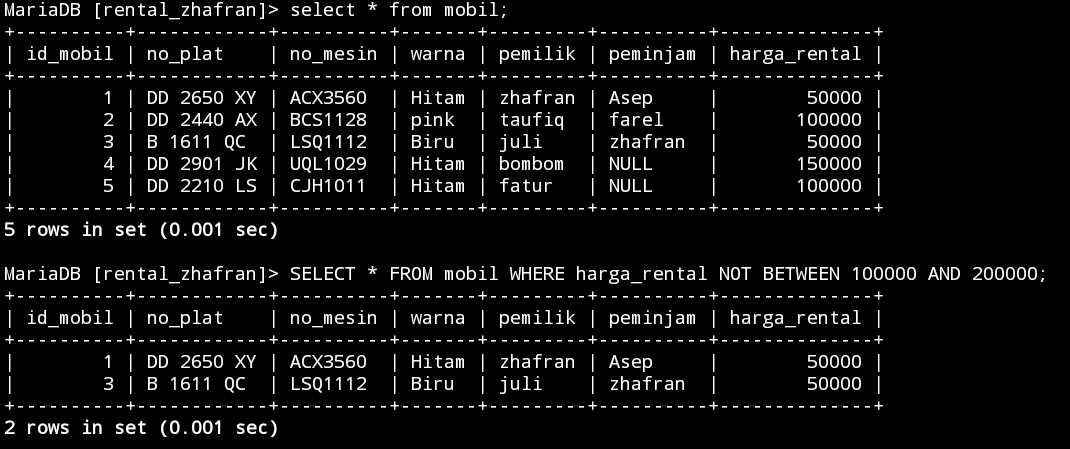 MariaDB [rental_zhafran]> select * from mobil;
+----------+------------+----------+-------+---------+----------+--------------+
| id_mobil | no_plat    | no_mesin | warna | pemilik | peminjam | harga_rental |
+----------+------------+----------+-------+---------+----------+--------------+
|        1 | DD 2650 XY | ACX3560  | Hitam | zhafran | Asep     |        50000 |
|        2 | DD 2440 AX | BCS1128  | pink  | taufiq  | farel    |       100000 |
|        3 | B 1611 QC  | LSQ1112  | Biru  | juli    | zhafran  |        50000 |
|        4 | DD 2901 JK | UQL1029  | Hitam | bombom  | NULL     |       150000 |
|        5 | DD 2210 LS | CJH1011  | Hitam | fatur   | NULL     |       100000 |
+----------+------------+----------+-------+---------+----------+--------------+
5 rows in set (0.001 sec)

MariaDB [rental_zhafran]> SELECT * FROM mobil WHERE harga_rental NOT BETWEEN 100000 AND 200000;
+----------+------------+----------+-------+---------+----------+--------------+
| id_mobil | no_plat    | no_mesin | warna | pemilik | peminjam | harga_rental |
+----------+------------+----------+-------+---------+----------+--------------+
|        1 | DD 2650 XY | ACX3560  | Hitam | zhafran | Asep     |        50000 |
|        3 | B 1611 QC  | LSQ1112  | Biru  | juli    | zhafran  |        50000 |
+----------+------------+----------+-------+---------+----------+--------------+
2 rows in set (0.001 sec)